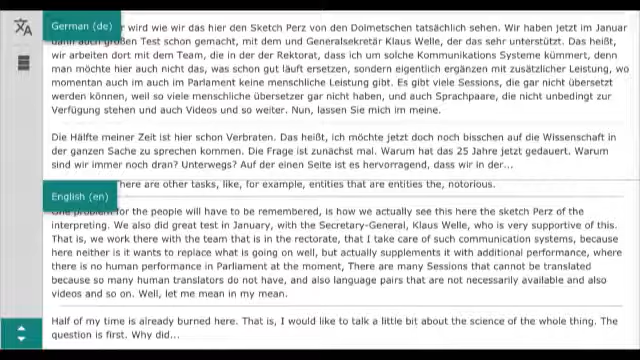 German (de)
wird wie wir das hier den Sketch Perz von den Dolmetschen tatsächlich sehen. Wir haben jetzt im Januar
dann auch großen Test schon gemacht, mit dem und Generalsekretär Klaus Welle, der das sehr unterstützt. Das heißt,
wir arbeiten dort mit dem Team, die in der der Rektorat, dass ich um solche Kommunikations Systeme kümmert, denn
man möchte hier auch nicht das, was schon gut läuft ersetzen, sondern eigentlich ergänzen mit zusätzlicher Leistung, wo
momentan auch im auch im Parlament keine menschliche Leistung gibt. Es gibt viele Sessions, die gar nicht übersetzt
werden können, weil so viele menschliche übersetzer gar nicht haben, und auch Sprachpaare, die nicht unbedingt zur
Verfügung stehen und auch Videos und so weiter. Nun, lassen Sie mich im meine.
Die Hälfte meiner Zeit ist hier schon Verbraten. Das heißt, ich möchte jetzt doch noch bisschen auf die Wissenschaft in
der ganzen Sache zu sprechen kommen. Die Frage ist zunächst mal. Warum hat das 25 Jahre jetzt gedauert. Warum
sind wir immer noch dran? Unterwegs? Auf der einen Seite ist es hervorragend, dass wir in der...
English (en)
There are other tasks, like, for example, entities that are entities the, notorious.
One problem for the people will have to be remembered, is how we actually see this here the sketch Perz of the
interpreting. We also did great test in January, with the Secretary-General, Klaus Welle, who is very supportive of this.
That is, we work there with the team that is in the rectorate, that I take care of such communication systems, because
here neither is it wants to replace what is going on well, but actually supplements it with additional performance, where
there is no human performance in Parliament at the moment, There are many Sessions that cannot be translated
because so many human translators do not have, and also language pairs that are not necessarily available and also
videos and so on. Well, let me mean in my mean.
Half of my time is already burned here. That is, I would like to talk a little bit about the science of the whole thing. The
question is first. Why did...